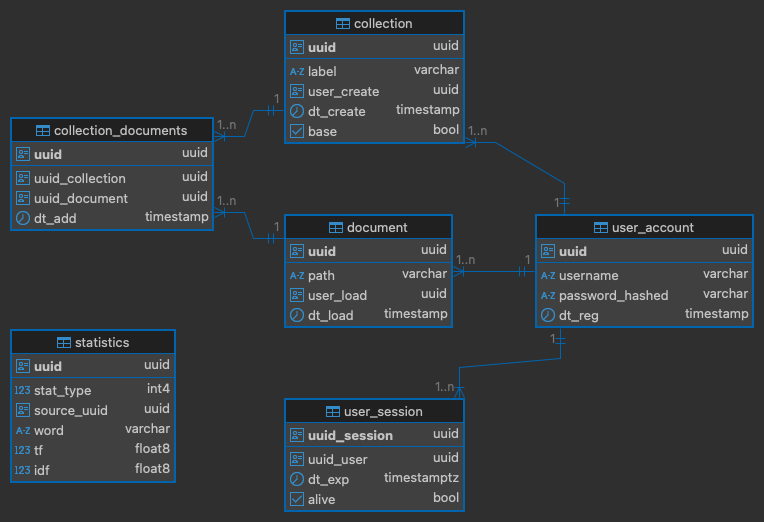 collection
uuid uuid
label varchar
user_create uuid
dt_create timestamp
base bool
1
1..n
1..n
collection_documents
uuid uuid
uuid_collection uuid
uuid_document uuid
dt_add timestamp
1..n
1
document
uuid uuid
path varchar
user_load uuid
dt_load timestamp
1..n
1
1
user_account
uuid uuid
username varchar
password_hashed varchar
dt_reg timestamp
1
1..n
statistics
uuid uuid
123 stat_type int4
source_uuid uuid
A-Z word varchar
123 tf float8
123 idf float8
user_session
uuid_session uuid
uuid_user uuid
dt_exp timestamptz
alive bool